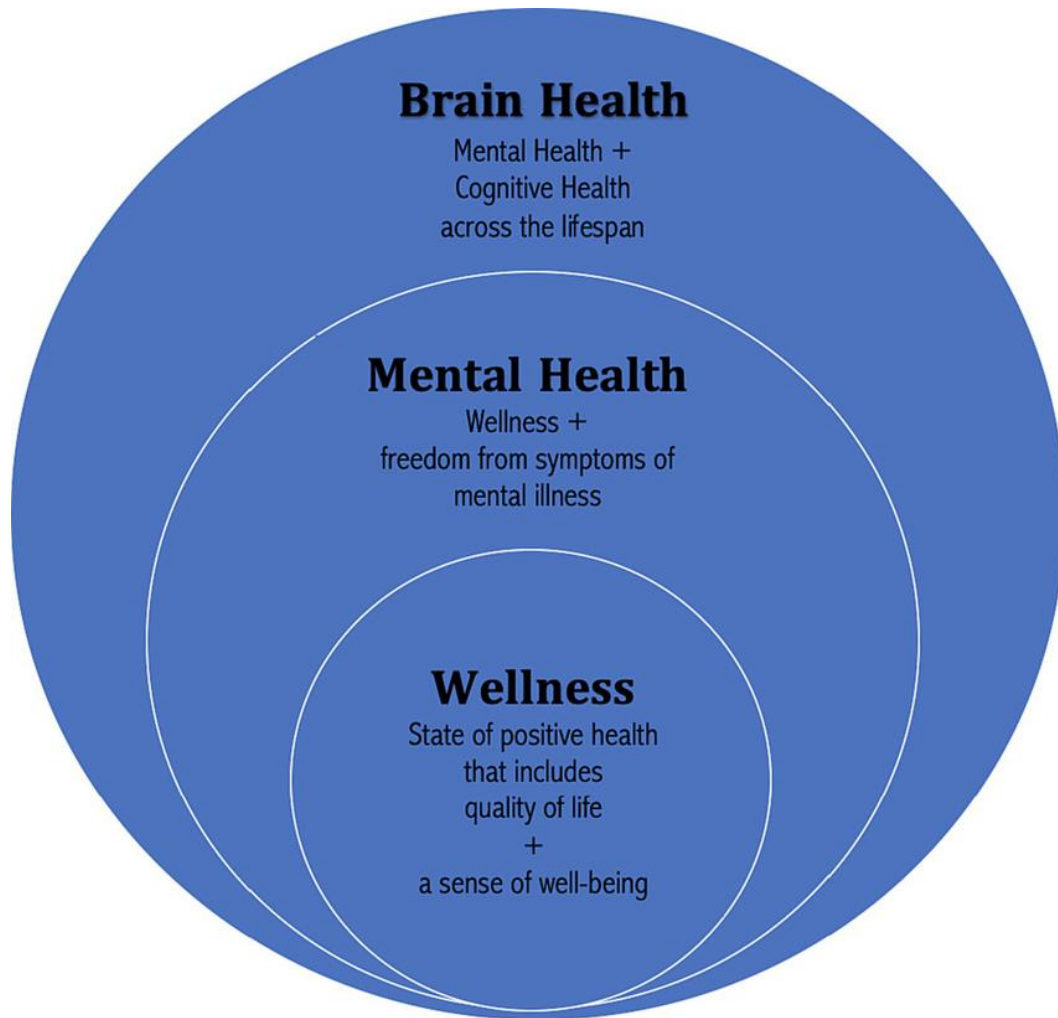 Brain Health
Mental Health +
Cognitive Health
across the lifespan
Mental Health
Wellness +
freedom from symptoms of
mental illness
Wellness
State of positive health
that includes
quality of life
+
a sense of well-being